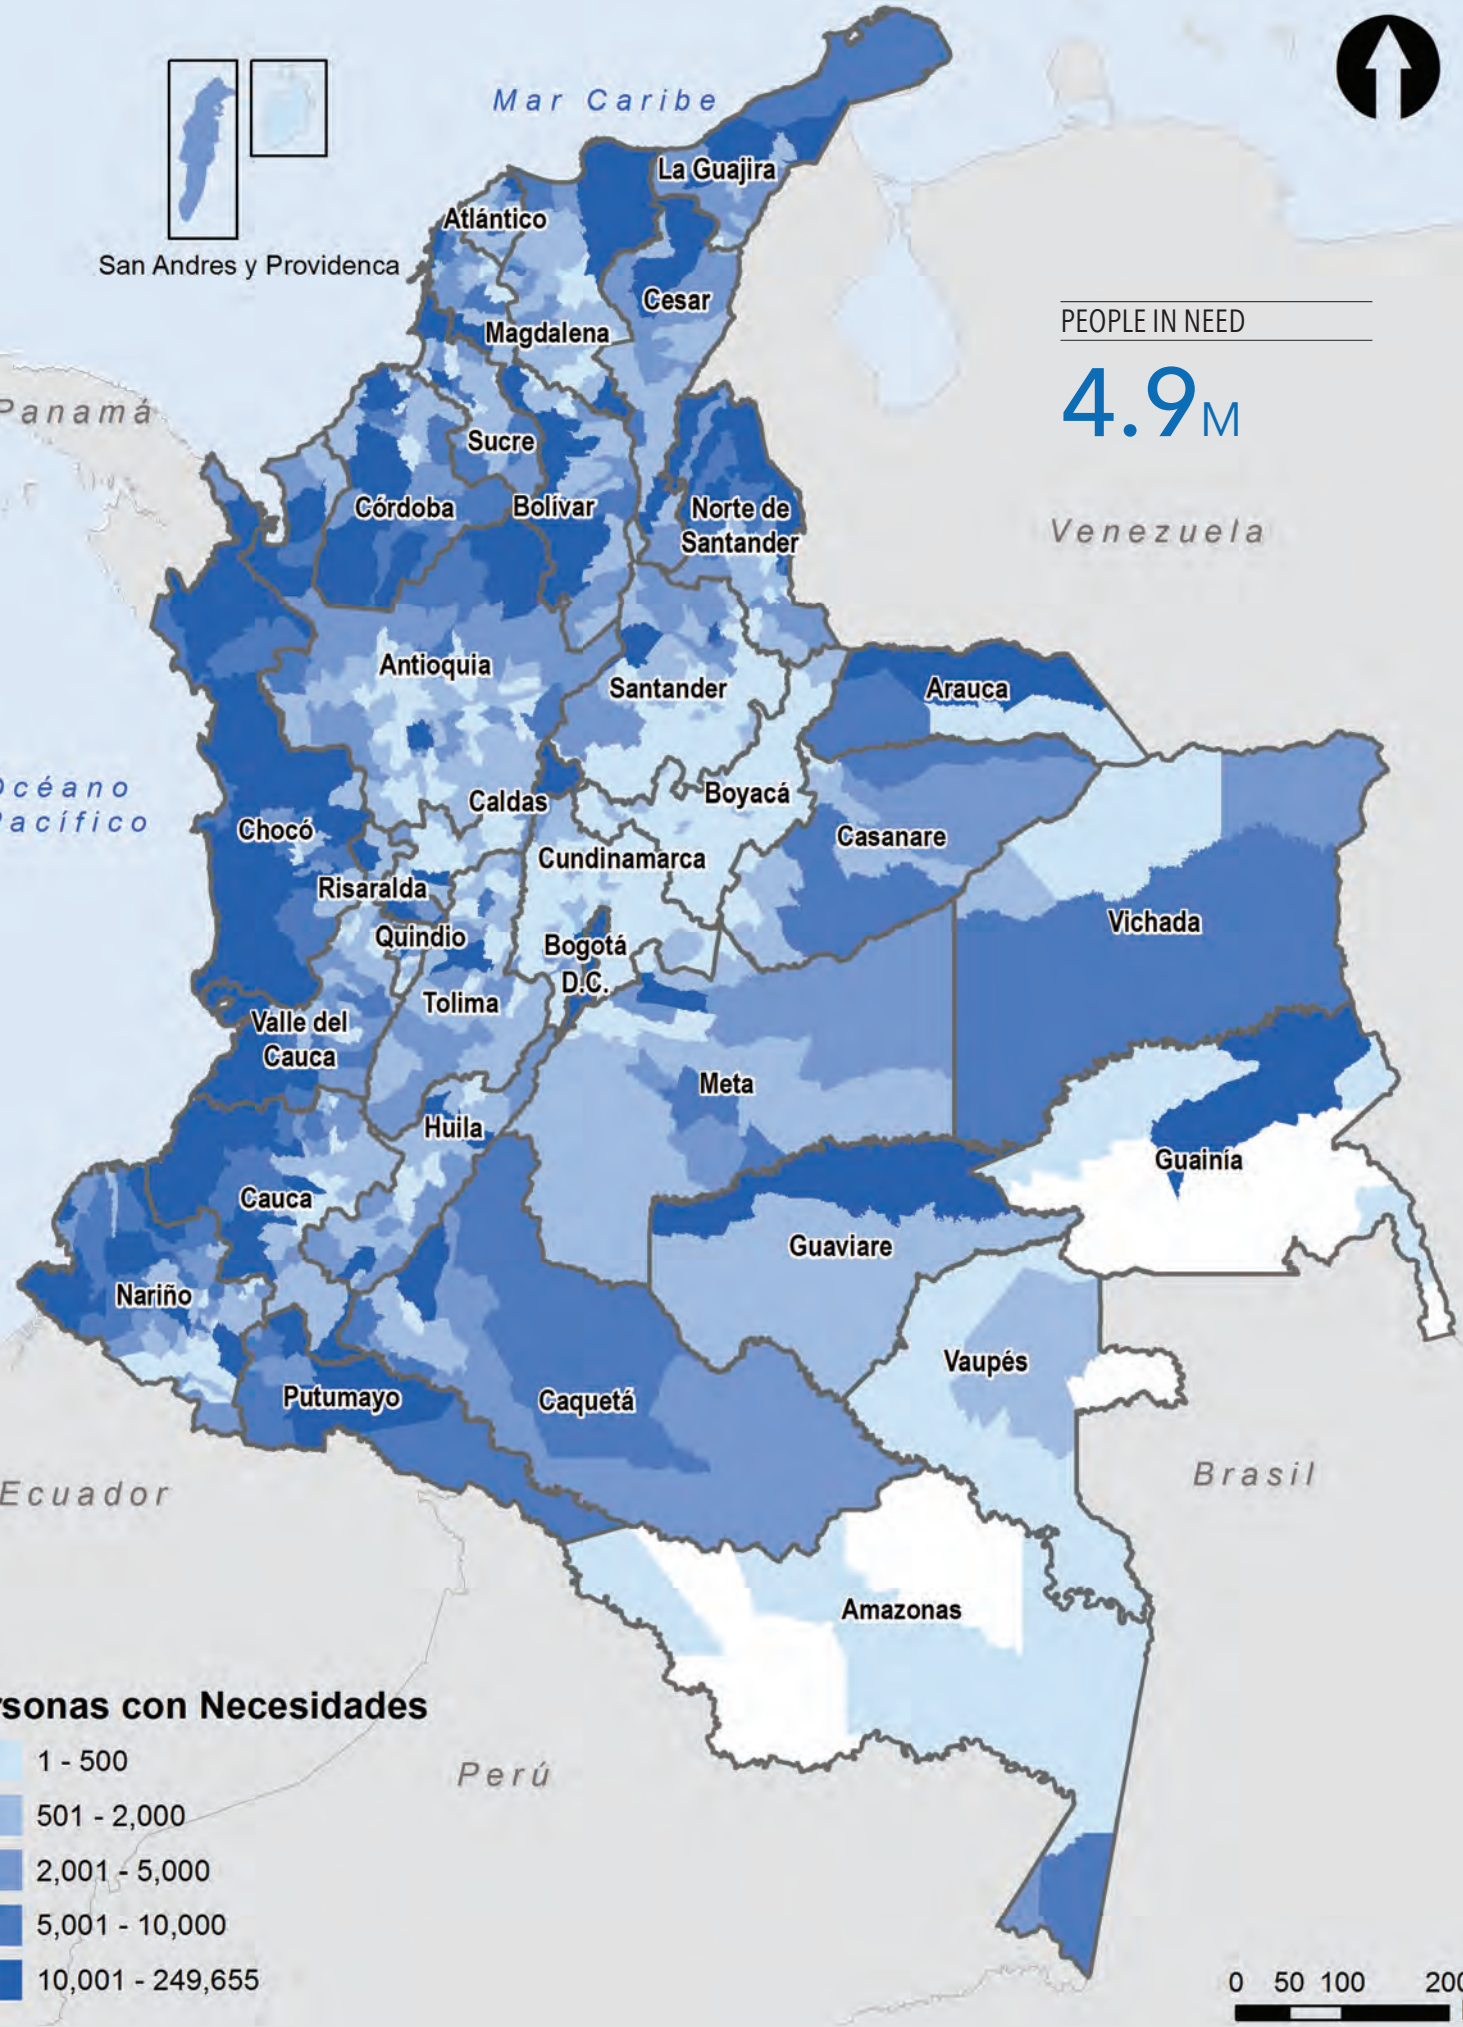 Mar Caribe
La Guajira
Atlántico
San Andres y Providenca
Cesar
Magdalena
PEOPLE IN NEED
4.9M
Panamá
Sucre
Córdoba
Bolívar
Norte de
Santander
Venezuela
Antioquia
Santander
Arauca
Océano
Pacífico
Caldas
Boyacá
Chocó
Casanare
Cundinamarca
Risaralda
Vichada
Quindio
Bogotá
D.C.
Tolima
Valle del
Cauca
Meta
Huila
Guainía
Cauca
Guaviare
Nariño
Vaupés
Putumayo
Caquetá
Ecuador
Brasil
Amazonas
rsonas con Necesidades
1 - 500
Perú
501 - 2,000
2,001 - 5,000
5,001 - 10,000
10,001 - 249,655
0 50 100 200